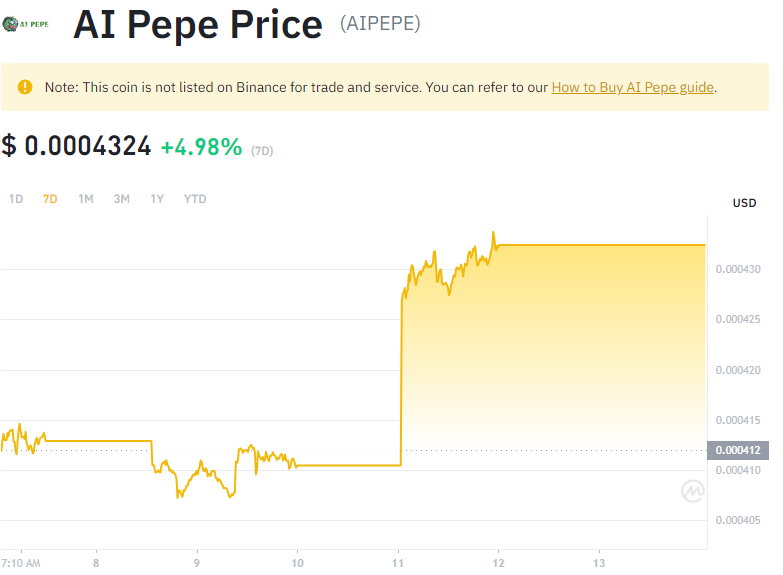 AI PEPE
AI Pepe Price (AIPEPE)
Note: This coin is not listed on Binance for trade and service. You can refer to our How to Buy AI Pepe guide.
$ 0.0004324 +4.98% (7D)
1D 7D 1M 3M 1Y YTD
USD
0.000430
0.000425
0.000420
0.000415
0.000412
0.000410
0.000405
7:10 AM 8 9 10 11 12 13